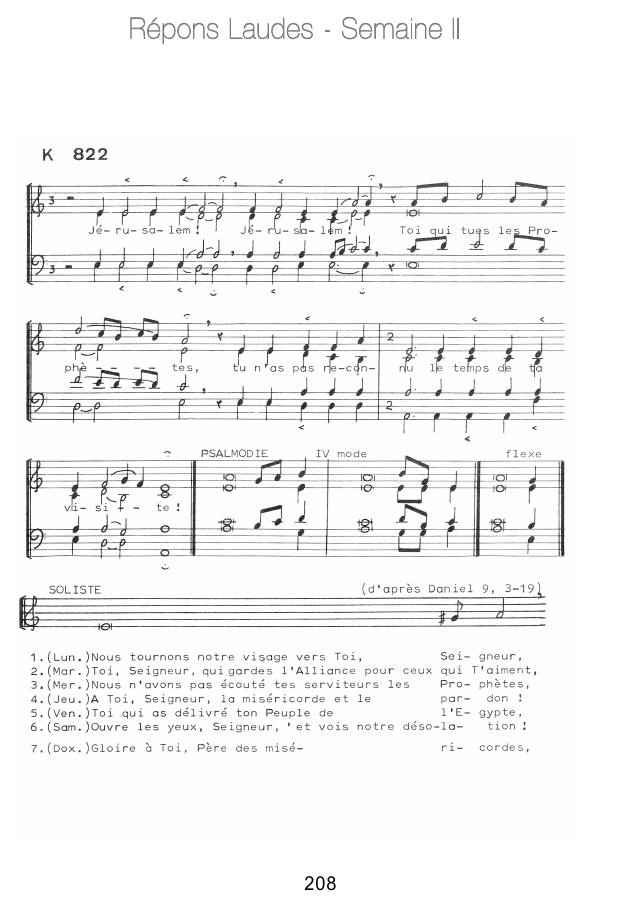 Répons Laudes - Semaine II
K 822
Jé- ru- sa- lem ! Jé- ru- sa- lem ! Toi qui tues les Pro-
phè - - - tes, tu n'as pas re-con- nu le temps de ta
PSALMODIE IV mode flexe
vi- si - te !
SOLISTE (d'après Daniel 9, 3-19)
1.(Lun.)Nous tournons notre visage vers Toi, Sei- gneur,
2.(Mar.)Toi, Seigneur, qui gardes l'Alliance pour ceux qui T'aiment,
3.(Mer.)Nous n'avons pas écouté tes serviteurs les Pro- phètes,
4.(Jeu.)A Toi, Seigneur, la miséricorde et le par- don !
5.(Ven.)Toi qui as délivré ton Peuple de l'E- gypte,
6.(Sam.)Ouvre les yeux, Seigneur, 'et vois notre déso-la- tion !
7.(Dox.)Gloire à Toi, Père des misé- ri- cordes,
208